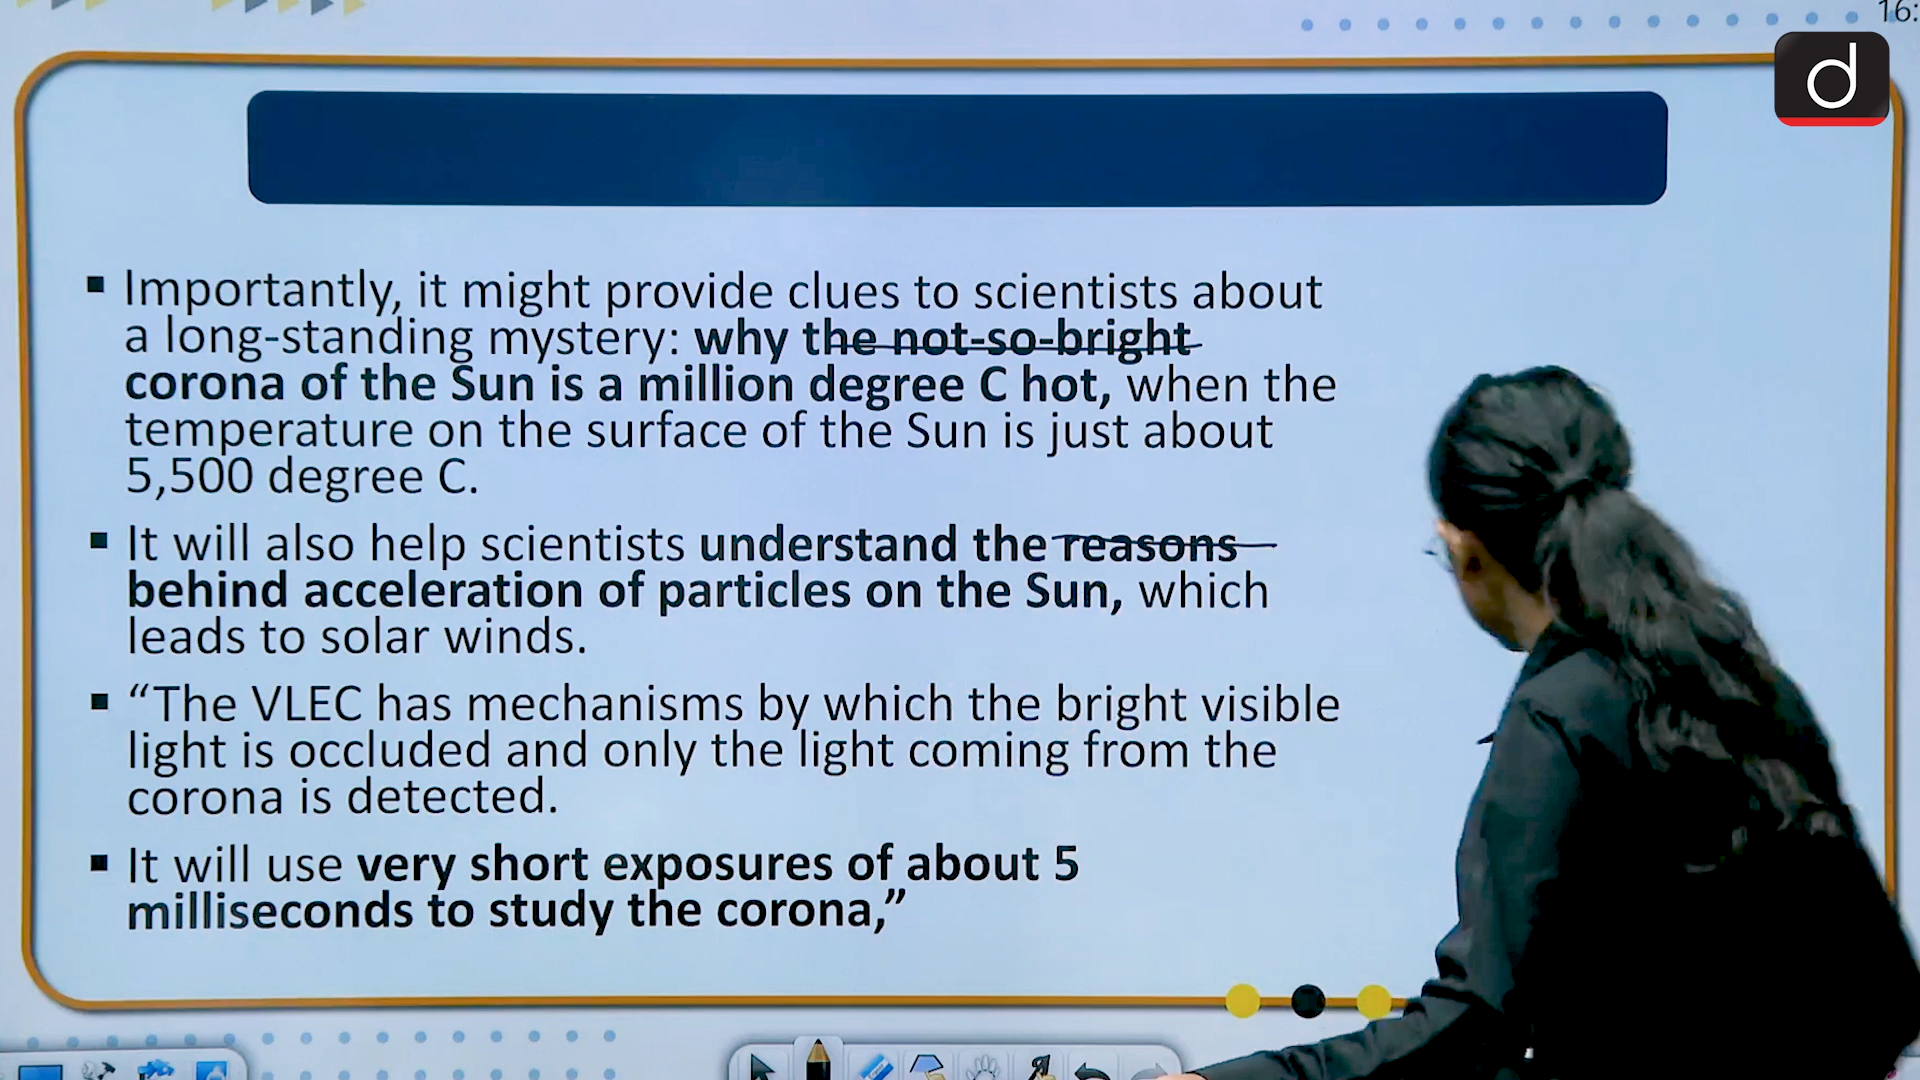 16:
d
Importantly, it might provide clues to scientists about
a long-standing mystery: why the not-so-bright
corona of the Sun is a million degree C hot, when the
temperature on the surface of the Sun is just about
5,500 degree C.
It will also help scientists understand the reasons
behind acceleration of particles on the Sun, which
leads to solar winds.
“The VLEC has mechanisms by which the bright visible
light is occluded and only the light coming from the
corona is detected.
It will use very short exposures of about 5
milliseconds to study the corona,”